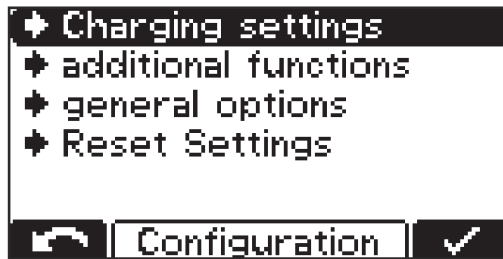 Charging settings
additional functions
general options
Reset Settings
Configuration